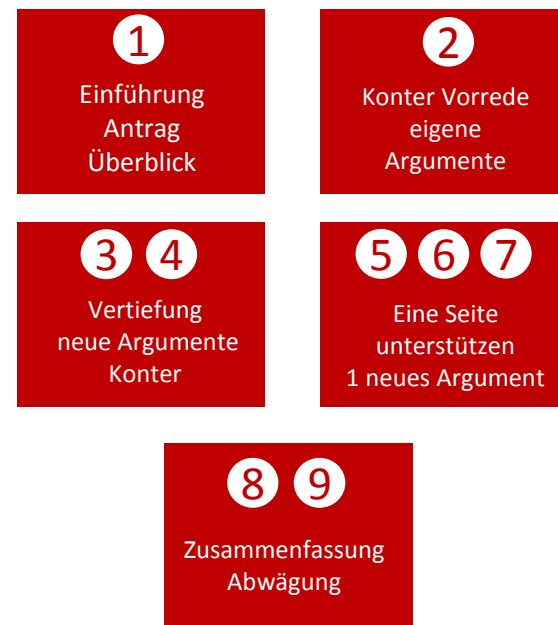 1
Einführung
Antrag
Überblick
2
Konter Vorrede
eigene
Argumente
3 4
Vertiefung
neue Argumente
Konter
5 6 7
Eine Seite
unterstützen
1 neues Argument
8 9
Zusammenfassung
Abwägung